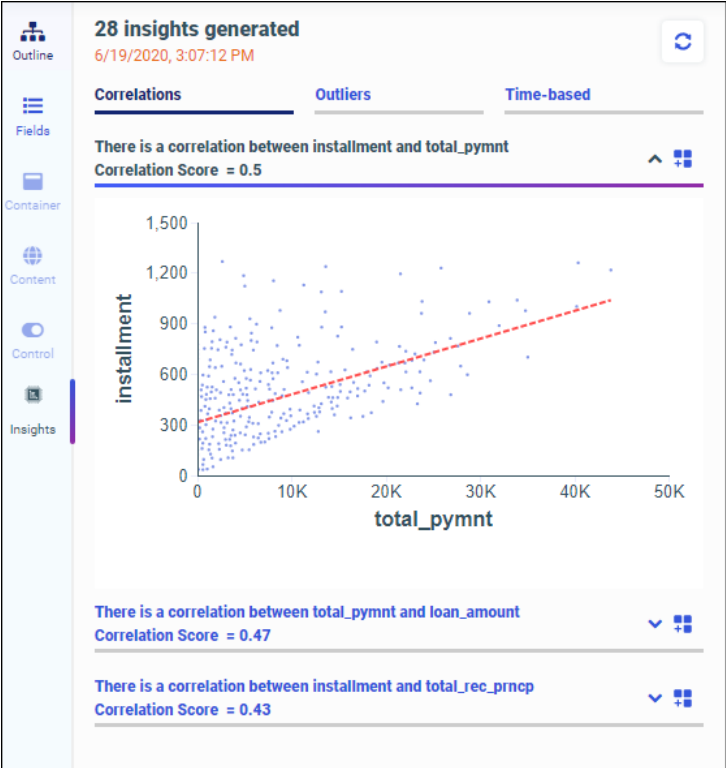 Outline
Fields
Container
Content
Control
Insights
28 insights generated
6/19/2020, 3:07:12 PM
Correlations
Outliers
Time-based
There is a correlation between installment and total_pymnt
Correlation Score = 0.5
1,500
1,200
900
600
300
0
installment
0
10K
20K
30K
40K
50K
total_pymnt
There is a correlation between total_pymnt and loan_amount
Correlation Score = 0.47
There is a correlation between installment and total_rec_prncp
Correlation Score = 0.43